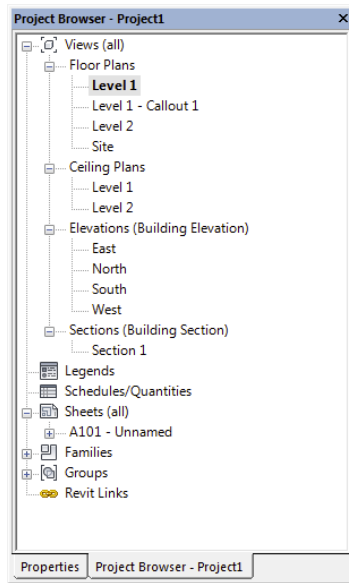 Project Browser - Project1
Views (all)
Floor Plans
Level 1
Level 1 - Callout 1
Level 2
Site
Ceiling Plans
Level 1
Level 2
Elevations (Building Elevation)
East
North
South
West
Sections (Building Section)
Section 1
Legends
Schedules/Quantities
Sheets (all)
A101 - Unnamed
Families
Groups
Revit Links
Properties Project Browser - Project1